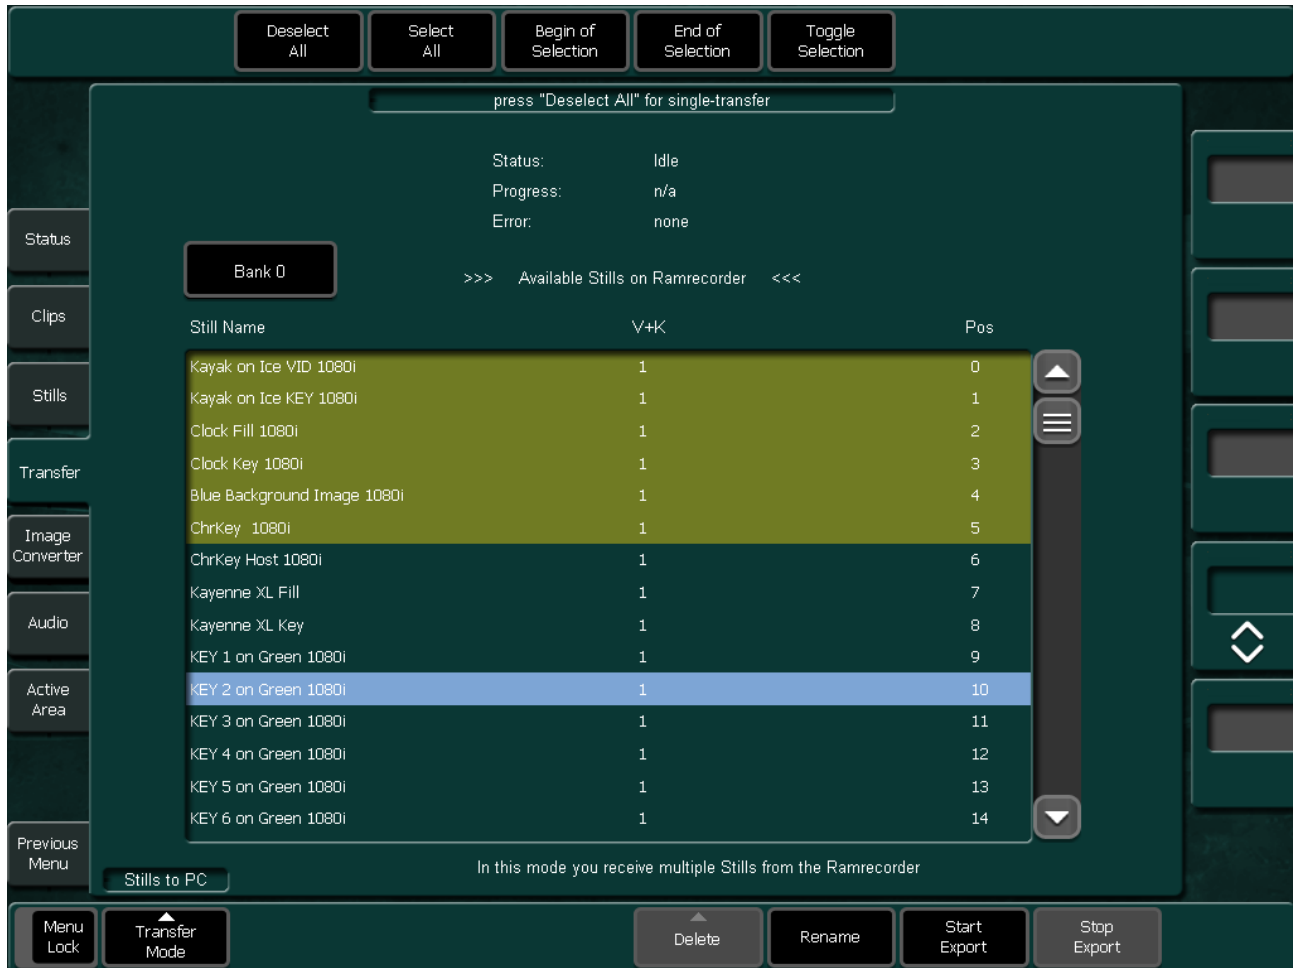 Deselect All
Select All
Begin of Selection
End of Selection
Toggle Selection
press "Deselect All" for single-transfer
Status: Idle
Progress: n/a
Error: none
Status
Clips
Stills
Transfer
Image Converter
Audio
Active Area
Previous Menu
Bank 0
>>> Available Stills on Ramrecorder <<<
Still Name V+K Pos
Kayak on Ice VID 1080i 1 0
Kayak on Ice KEY 1080i 1 1
Clock Fill 1080i 1 2
Clock Key 1080i 1 3
Blue Background Image 1080i 1 4
ChrKey  1080i 1 5
ChrKey Host 1080i 1 6
Kayenne XL Fill 1 7
Kayenne XL Key 1 8
KEY 1 on Green 1080i 1 9
KEY 2 on Green 1080i 1 10
KEY 3 on Green 1080i 1 11
KEY 4 on Green 1080i 1 12
KEY 5 on Green 1080i 1 13
KEY 6 on Green 1080i 1 14
In this mode you receive multiple Stills from the Ramrecorder
Stills to PC
Menu Lock
Transfer Mode
Delete
Rename
Start Export
Stop Export